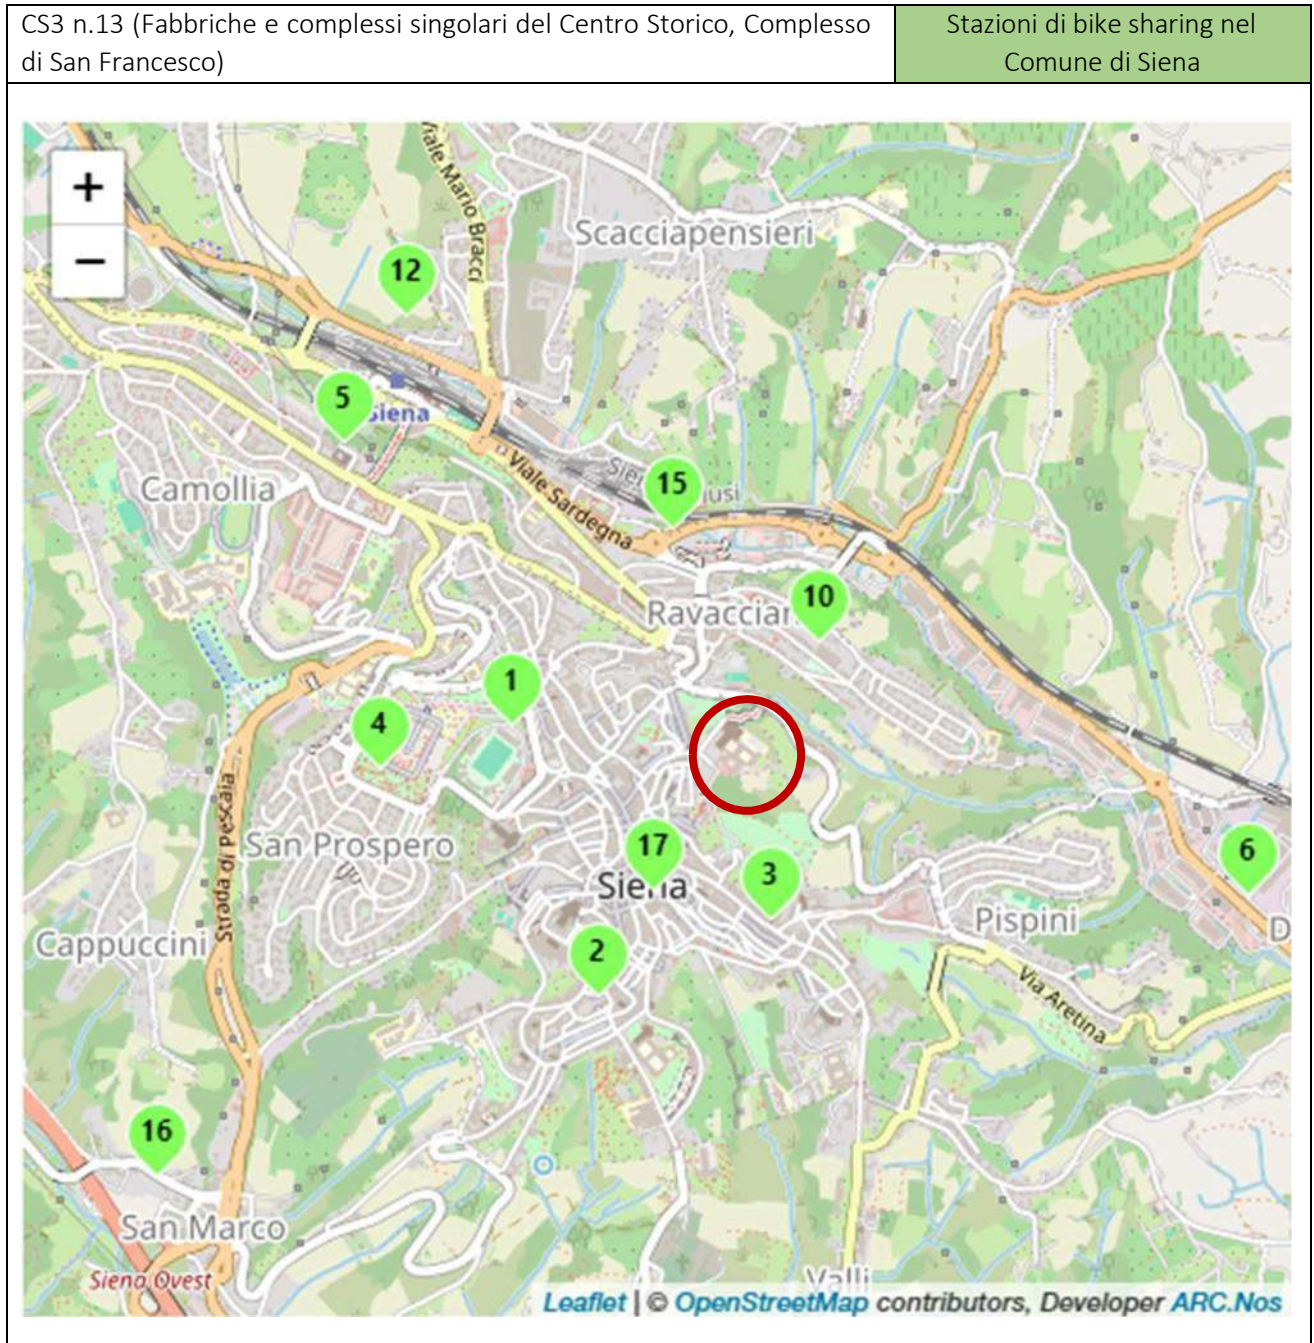 CS3 n.13 (Fabbriche e complessi singolari del Centro Storico, Complesso
di San Francesco)
Stazioni di bike sharing nel
Comune di Siena
+
−
Viale Mario Bracci
Scacciapensieri
12
5
Siena
Camollia
Viale Sardegna
15
10
1
4
Strada di Pescaia
San Prospero
17
3
6
Siena
Pispini
Cappuccini
2
Via Aretina
16
San Marco
Siena Ovest
Valli
Leaflet | © OpenStreetMap contributors, Developer ARC.Nos